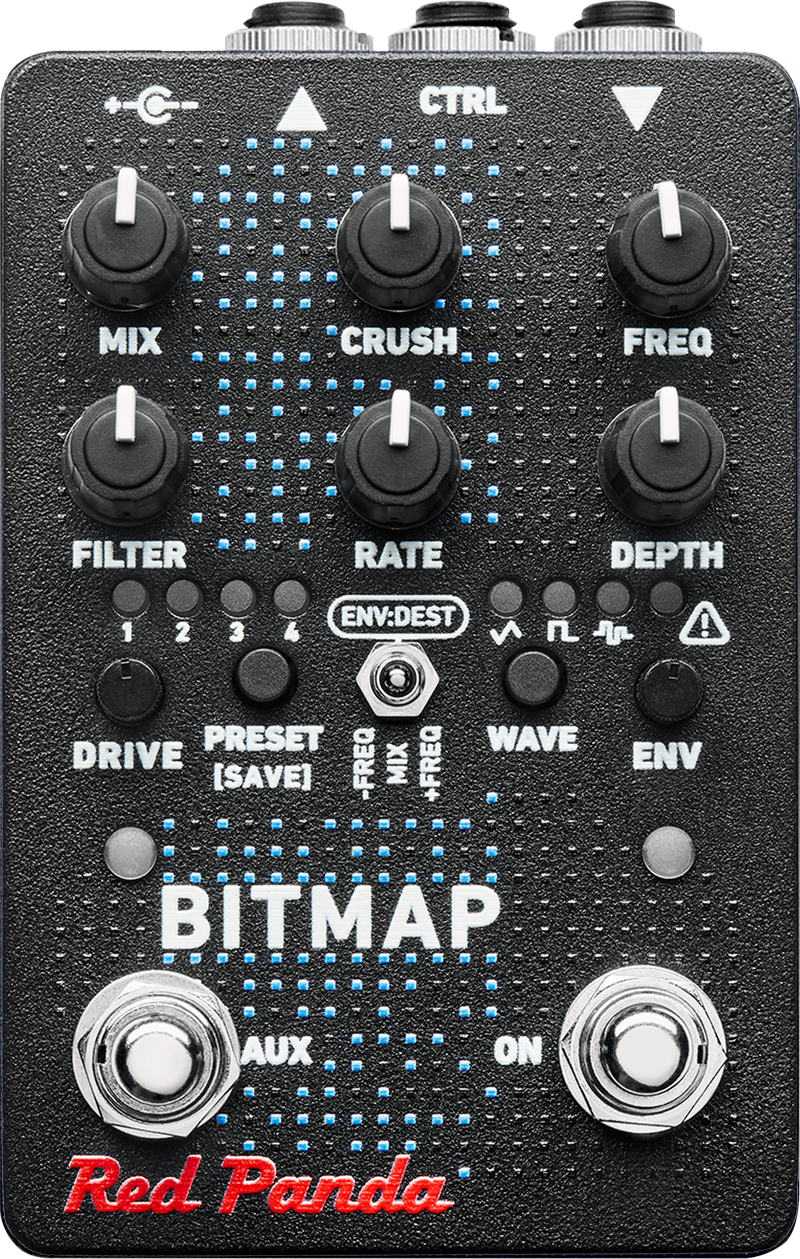 CTRL
MIX CRUSH FREQ
FILTER RATE DEPTH
1 2 3 4
ENV:DEST
DRIVE PRESET WAVE ENV
[SAVE]
-FREQ
MIX
+FREQ
BITMAP
AUX ON
Red Panda